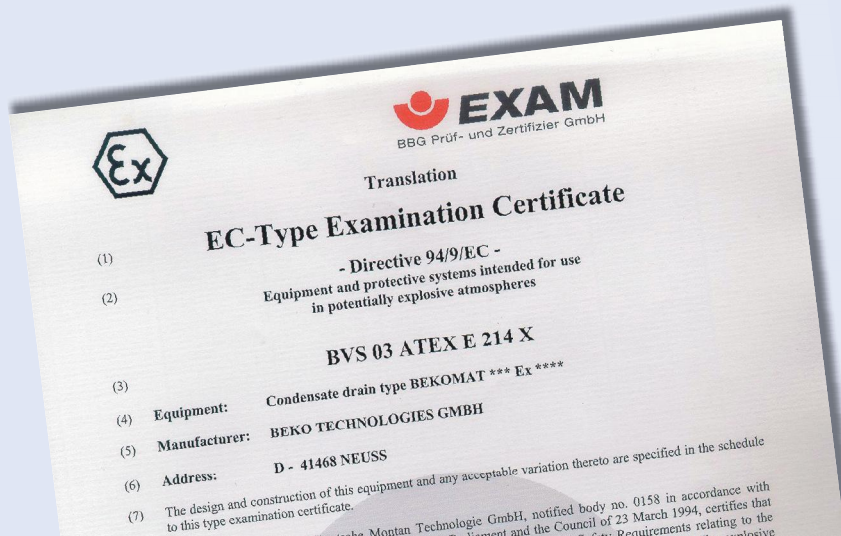 Ex
EXAM
BBG Prüf- und Zertifizier GmbH
Translation
(1) EC-Type Examination Certificate
- Directive 94/9/EC -
(2) Equipment and protective systems intended for use
in potentially explosive atmospheres
(3) BVS 03 ATEX E 214 X
(4) Equipment: Condensate drain type BEKOMAT *** Ex ****
(5) Manufacturer: BEKO TECHNOLOGIES GMBH
(6) Address: D - 41468 NEUSS
(7) The design and construction of this equipment and any acceptable variation thereto are specified in the schedule
to this type examination certificate.
Montan Technologie GmbH, notified body no. 0158 in accordance with
and the Council of 23 March 1994, certifies that
Requirements relating to the
explosive